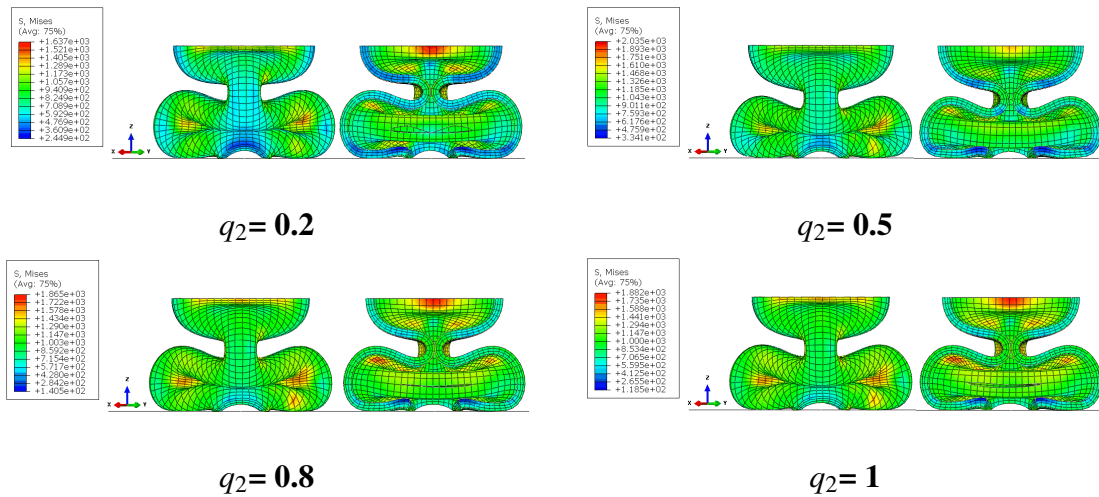 S, Mises
(Avg: 75%)
+1.637e+03
+1.521e+03
+1.405e+03
+1.289e+03
+1.173e+03
+1.057e+03
+9.409e+02
+8.249e+02
+7.089e+02
+5.929e+02
+4.769e+02
+3.609e+02
+2.449e+02
Z
X
Y
q2= 0.2
S, Mises
(Avg: 75%)
+2.035e+03
+1.893e+03
+1.751e+03
+1.610e+03
+1.468e+03
+1.326e+03
+1.185e+03
+1.043e+03
+9.011e+02
+7.593e+02
+6.176e+02
+4.759e+02
+3.341e+02
Z
X
Y
q2= 0.5
S, Mises
(Avg: 75%)
+1.865e+03
+1.722e+03
+1.578e+03
+1.434e+03
+1.290e+03
+1.147e+03
+1.003e+03
+8.592e+02
+7.154e+02
+5.717e+02
+4.280e+02
+2.842e+02
+1.405e+02
Z
X
Y
q2= 0.8
S, Mises
(Avg: 75%)
+1.882e+03
+1.735e+03
+1.588e+03
+1.441e+03
+1.294e+03
+1.147e+03
+1.000e+03
+8.534e+02
+7.065e+02
+5.595e+02
+4.125e+02
+2.655e+02
+1.185e+02
Z
X
Y
q2= 1